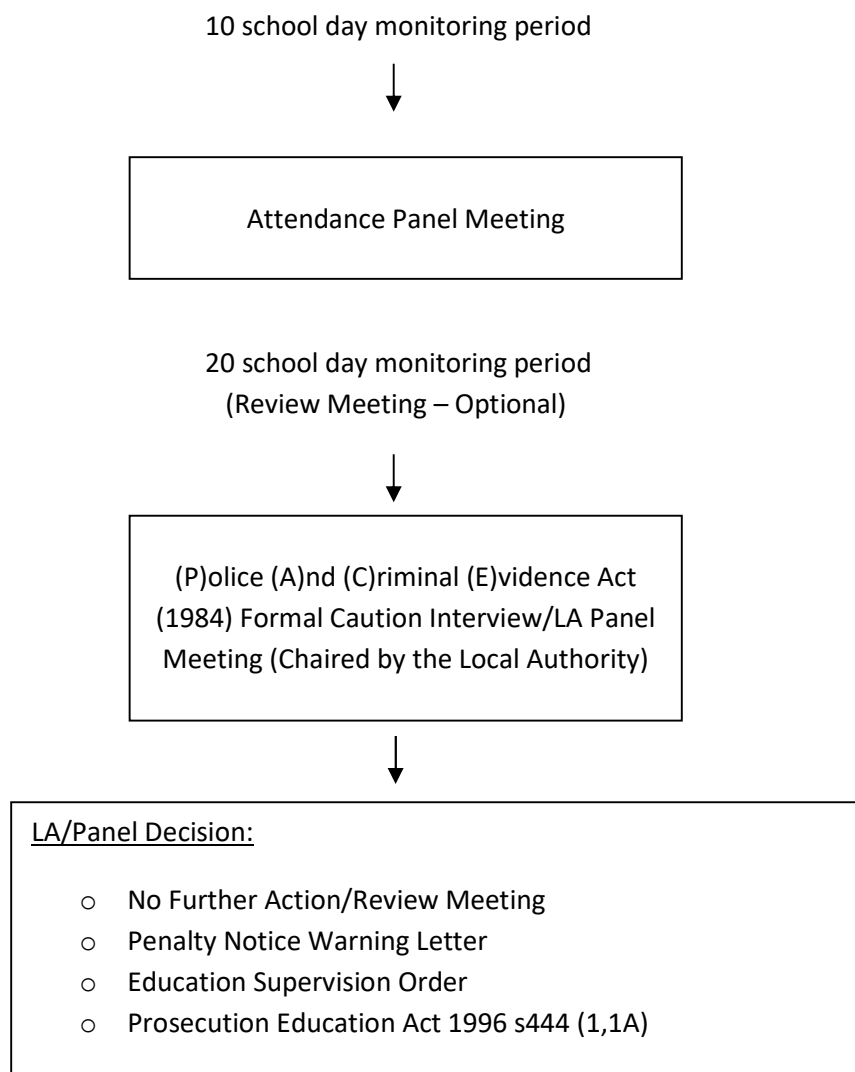 10 school day monitoring period
Attendance Panel Meeting
20 school day monitoring period
(Review Meeting – Optional)
(P)olice (A)nd (C)riminal (E)vidence Act
(1984) Formal Caution Interview/LA Panel
Meeting (Chaired by the Local Authority)
LA/Panel Decision:
o No Further Action/Review Meeting
o Penalty Notice Warning Letter
o Education Supervision Order
o Prosecution Education Act 1996 s444 (1,1A)